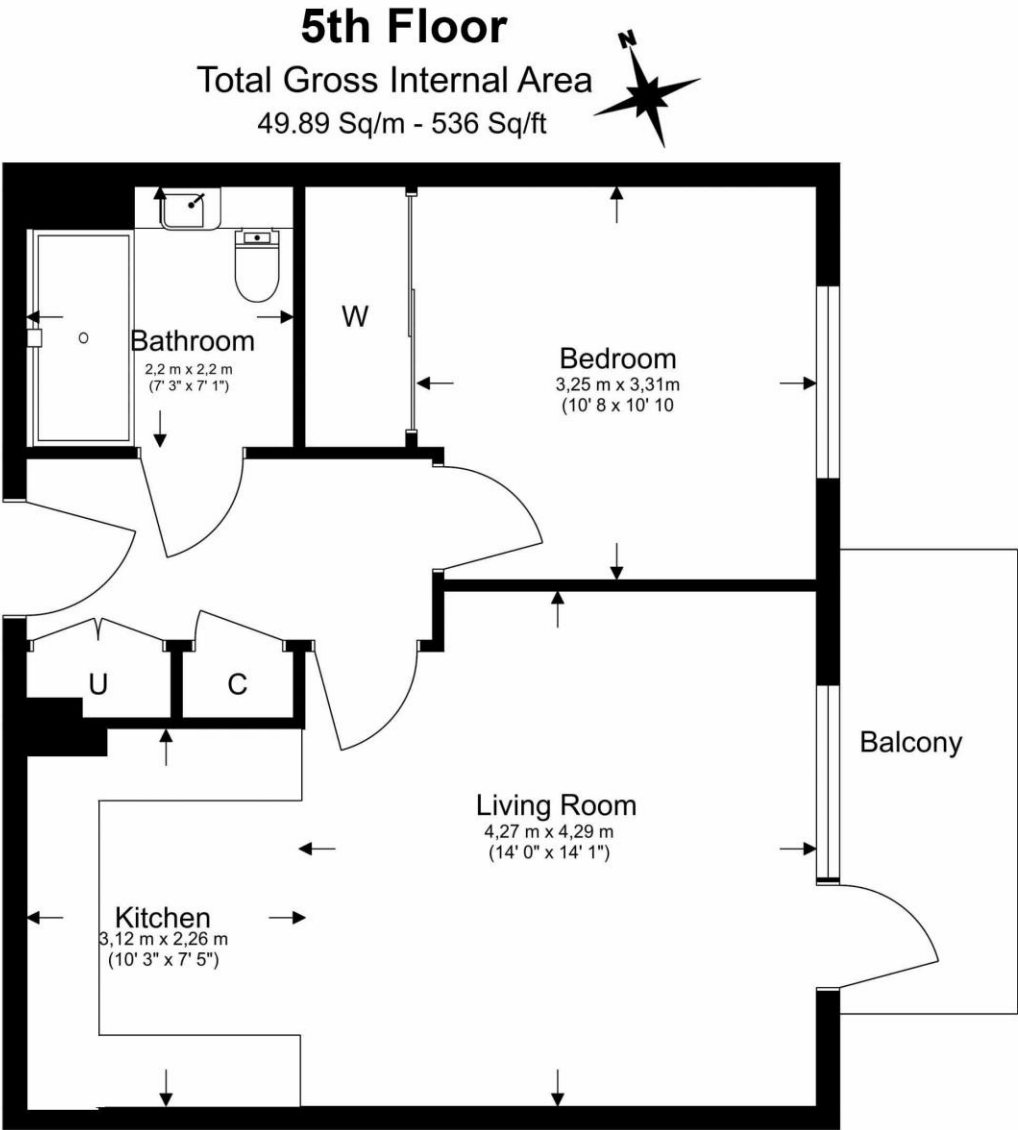 5th Floor
N
Total Gross Internal Area
49.89 Sq/m - 536 Sq/ft
W
Bathroom
2,2 m x 2,2 m
(7' 3" x 7' 1")
Bedroom
3,25 m x 3,31m
(10' 8 x 10' 10
U
C
Balcony
Living Room
4,27 m x 4,29 m
(14' 0" x 14' 1")
Kitchen
3,12 m x 2,26 m
(10' 3" x 7' 5")